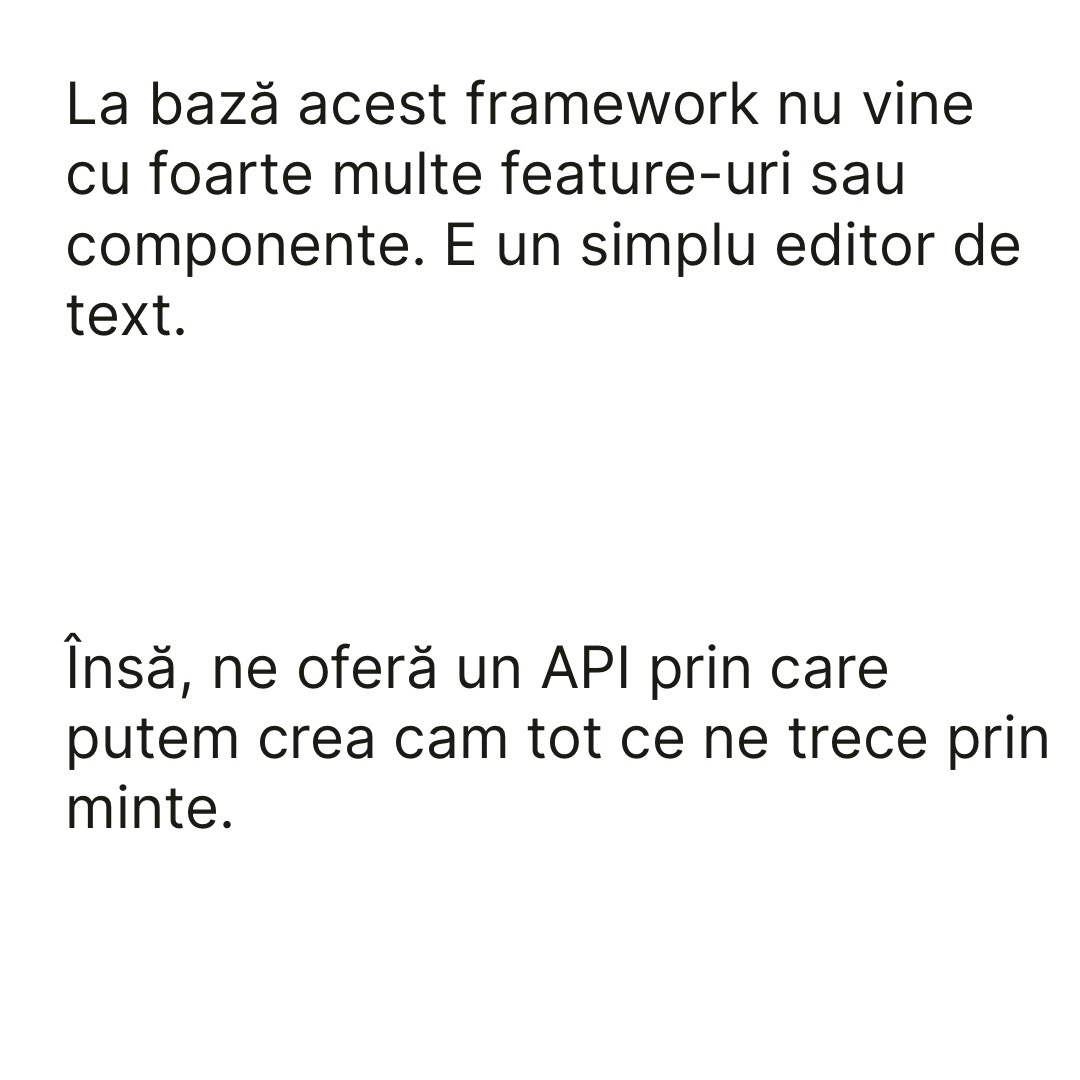 La bază acest framework nu vine
cu foarte multe feature-uri sau
componente. E un simplu editor de
text.
Însă, ne oferă un API prin care
putem crea cam tot ce ne trece prin
minte.